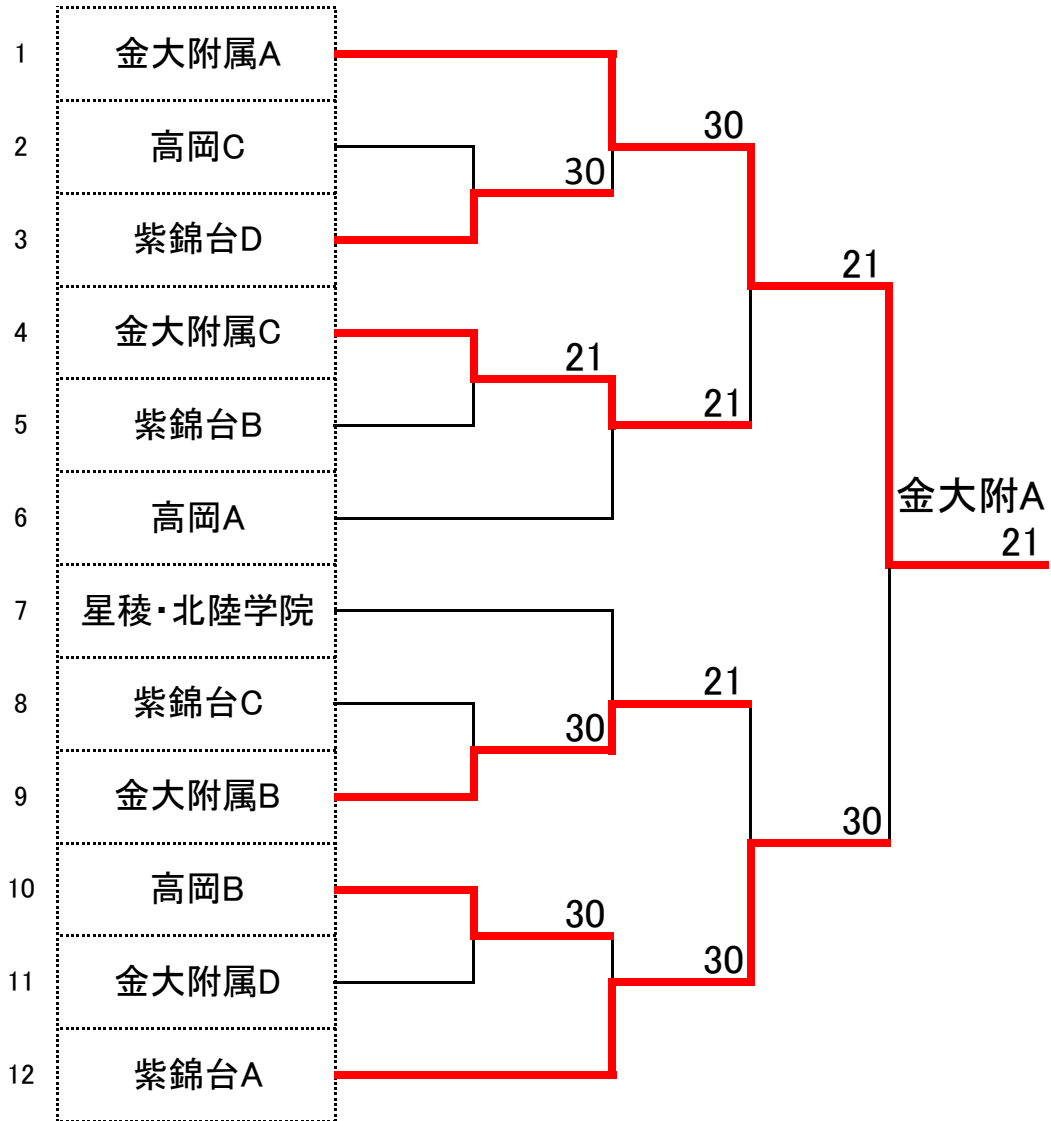 1 金大附属A
30
2 高岡C
30
3 紫錦台D
21
4 金大附属C
21
21
5 紫錦台B
金大附A
6 高岡A
21
7 星稜・北陸学院
21
8 紫錦台C
30
9 金大附属B
30
10 高岡B
30
30
11 金大附属D
12 紫錦台A